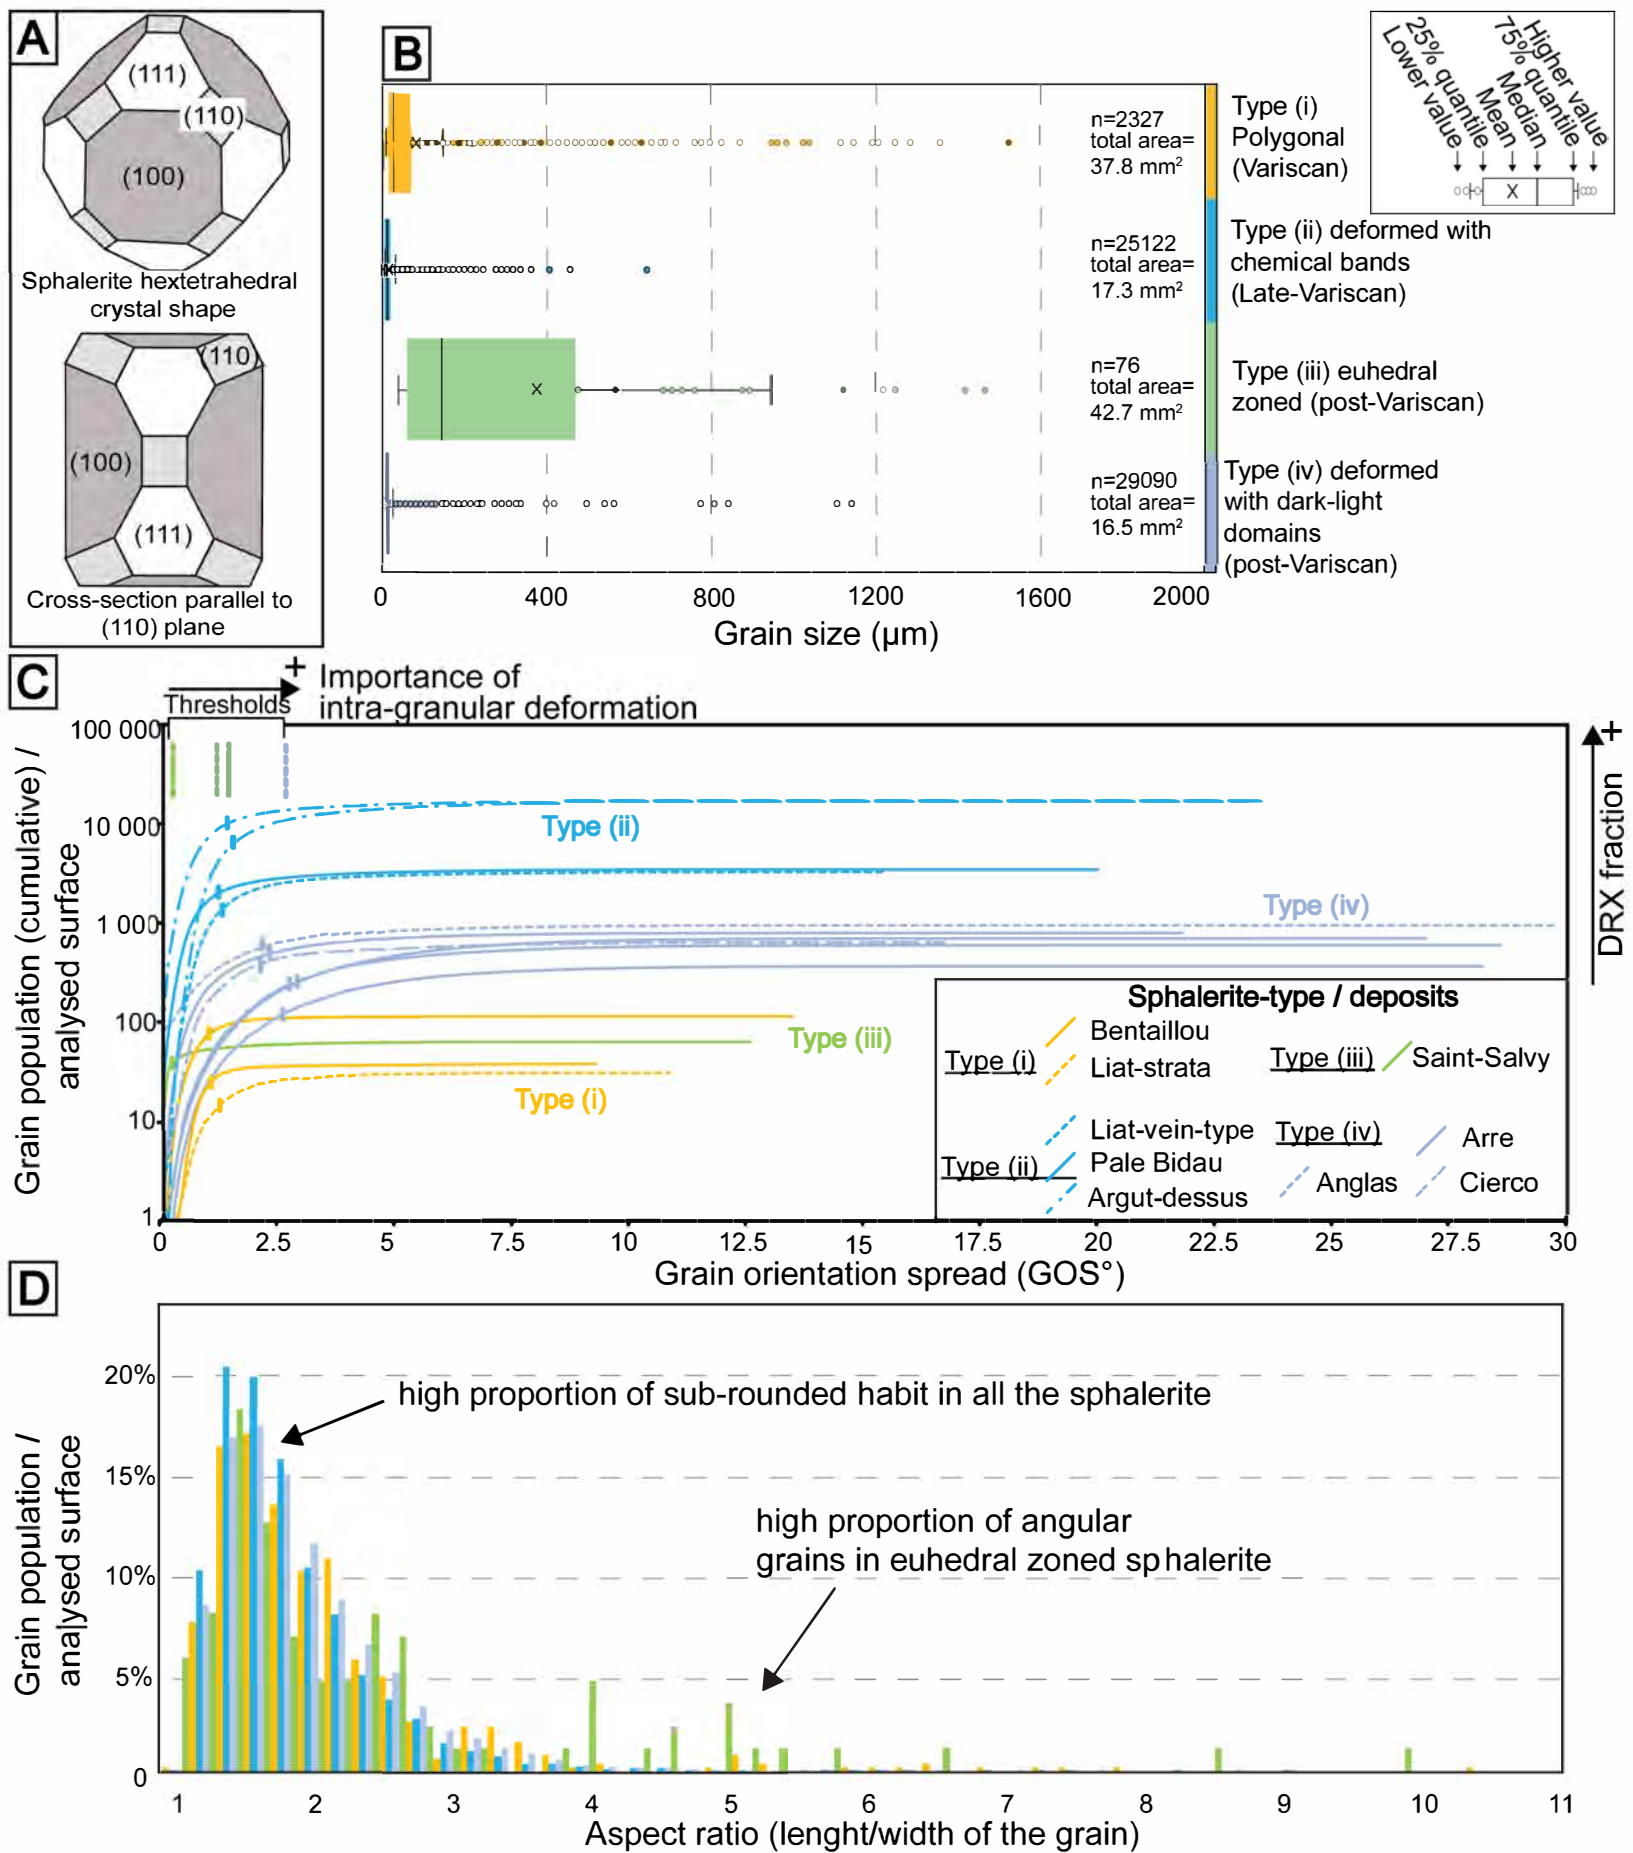 A
(111)
(110)
(100)
Sphalerite hextetrahedral
crystal shape
(110)
(100)
(111)
Cross-section parallel to
(110) plane
B
n=2327
total area=
37.8 mm²
n=25122
total area=
17.3 mm²
n=76
total area=
42.7 mm²
n=29090
total area=
16.5 mm²
Type (i)
Polygonal
(Variscan)
Type (ii) deformed with
chemical bands
(Late-Variscan)
Type (iii) euhedral
zoned (post-Variscan)
Type (iv) deformed
with dark-light
domains
(post-Variscan)
Lower value
25% quantile
Mean
Median
75% quantile
Higher value
X
X
0 400 800 1200 1600 2000
Grain size (µm)
C
+
Importance of
intra-granular deformation
Thresholds
Grain population (cumulative) /
analysed surface
100 000
10 000
1 000
100
10
1
Type (ii)
Type (iv)
Type (iii)
Type (i)
+
DRX fraction
Sphalerite-type / deposits
Type (i)
Bentaillou
Liat-strata
Type (iii)
Saint-Salvy
Type (ii)
Liat-vein-type
Pale Bidau
Argut-dessus
Type (iv)
Arre
Anglas
Cierco
0 2.5 5 7.5 10 12.5 15 17.5 20 22.5 25 27.5 30
Grain orientation spread (GOS°)
D
Grain population /
analysed surface
20%
15%
10%
5%
0
high proportion of sub-rounded habit in all the sphalerite
high proportion of angular
grains in euhedral zoned sphalerite
1 2 3 4 5 6 7 8 9 10 11
Aspect ratio (lenght/width of the grain)